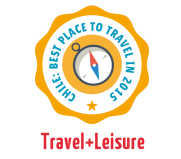 CHILE: BEST PLACE TO TRAVEL IN 2015
Travel+Leisure